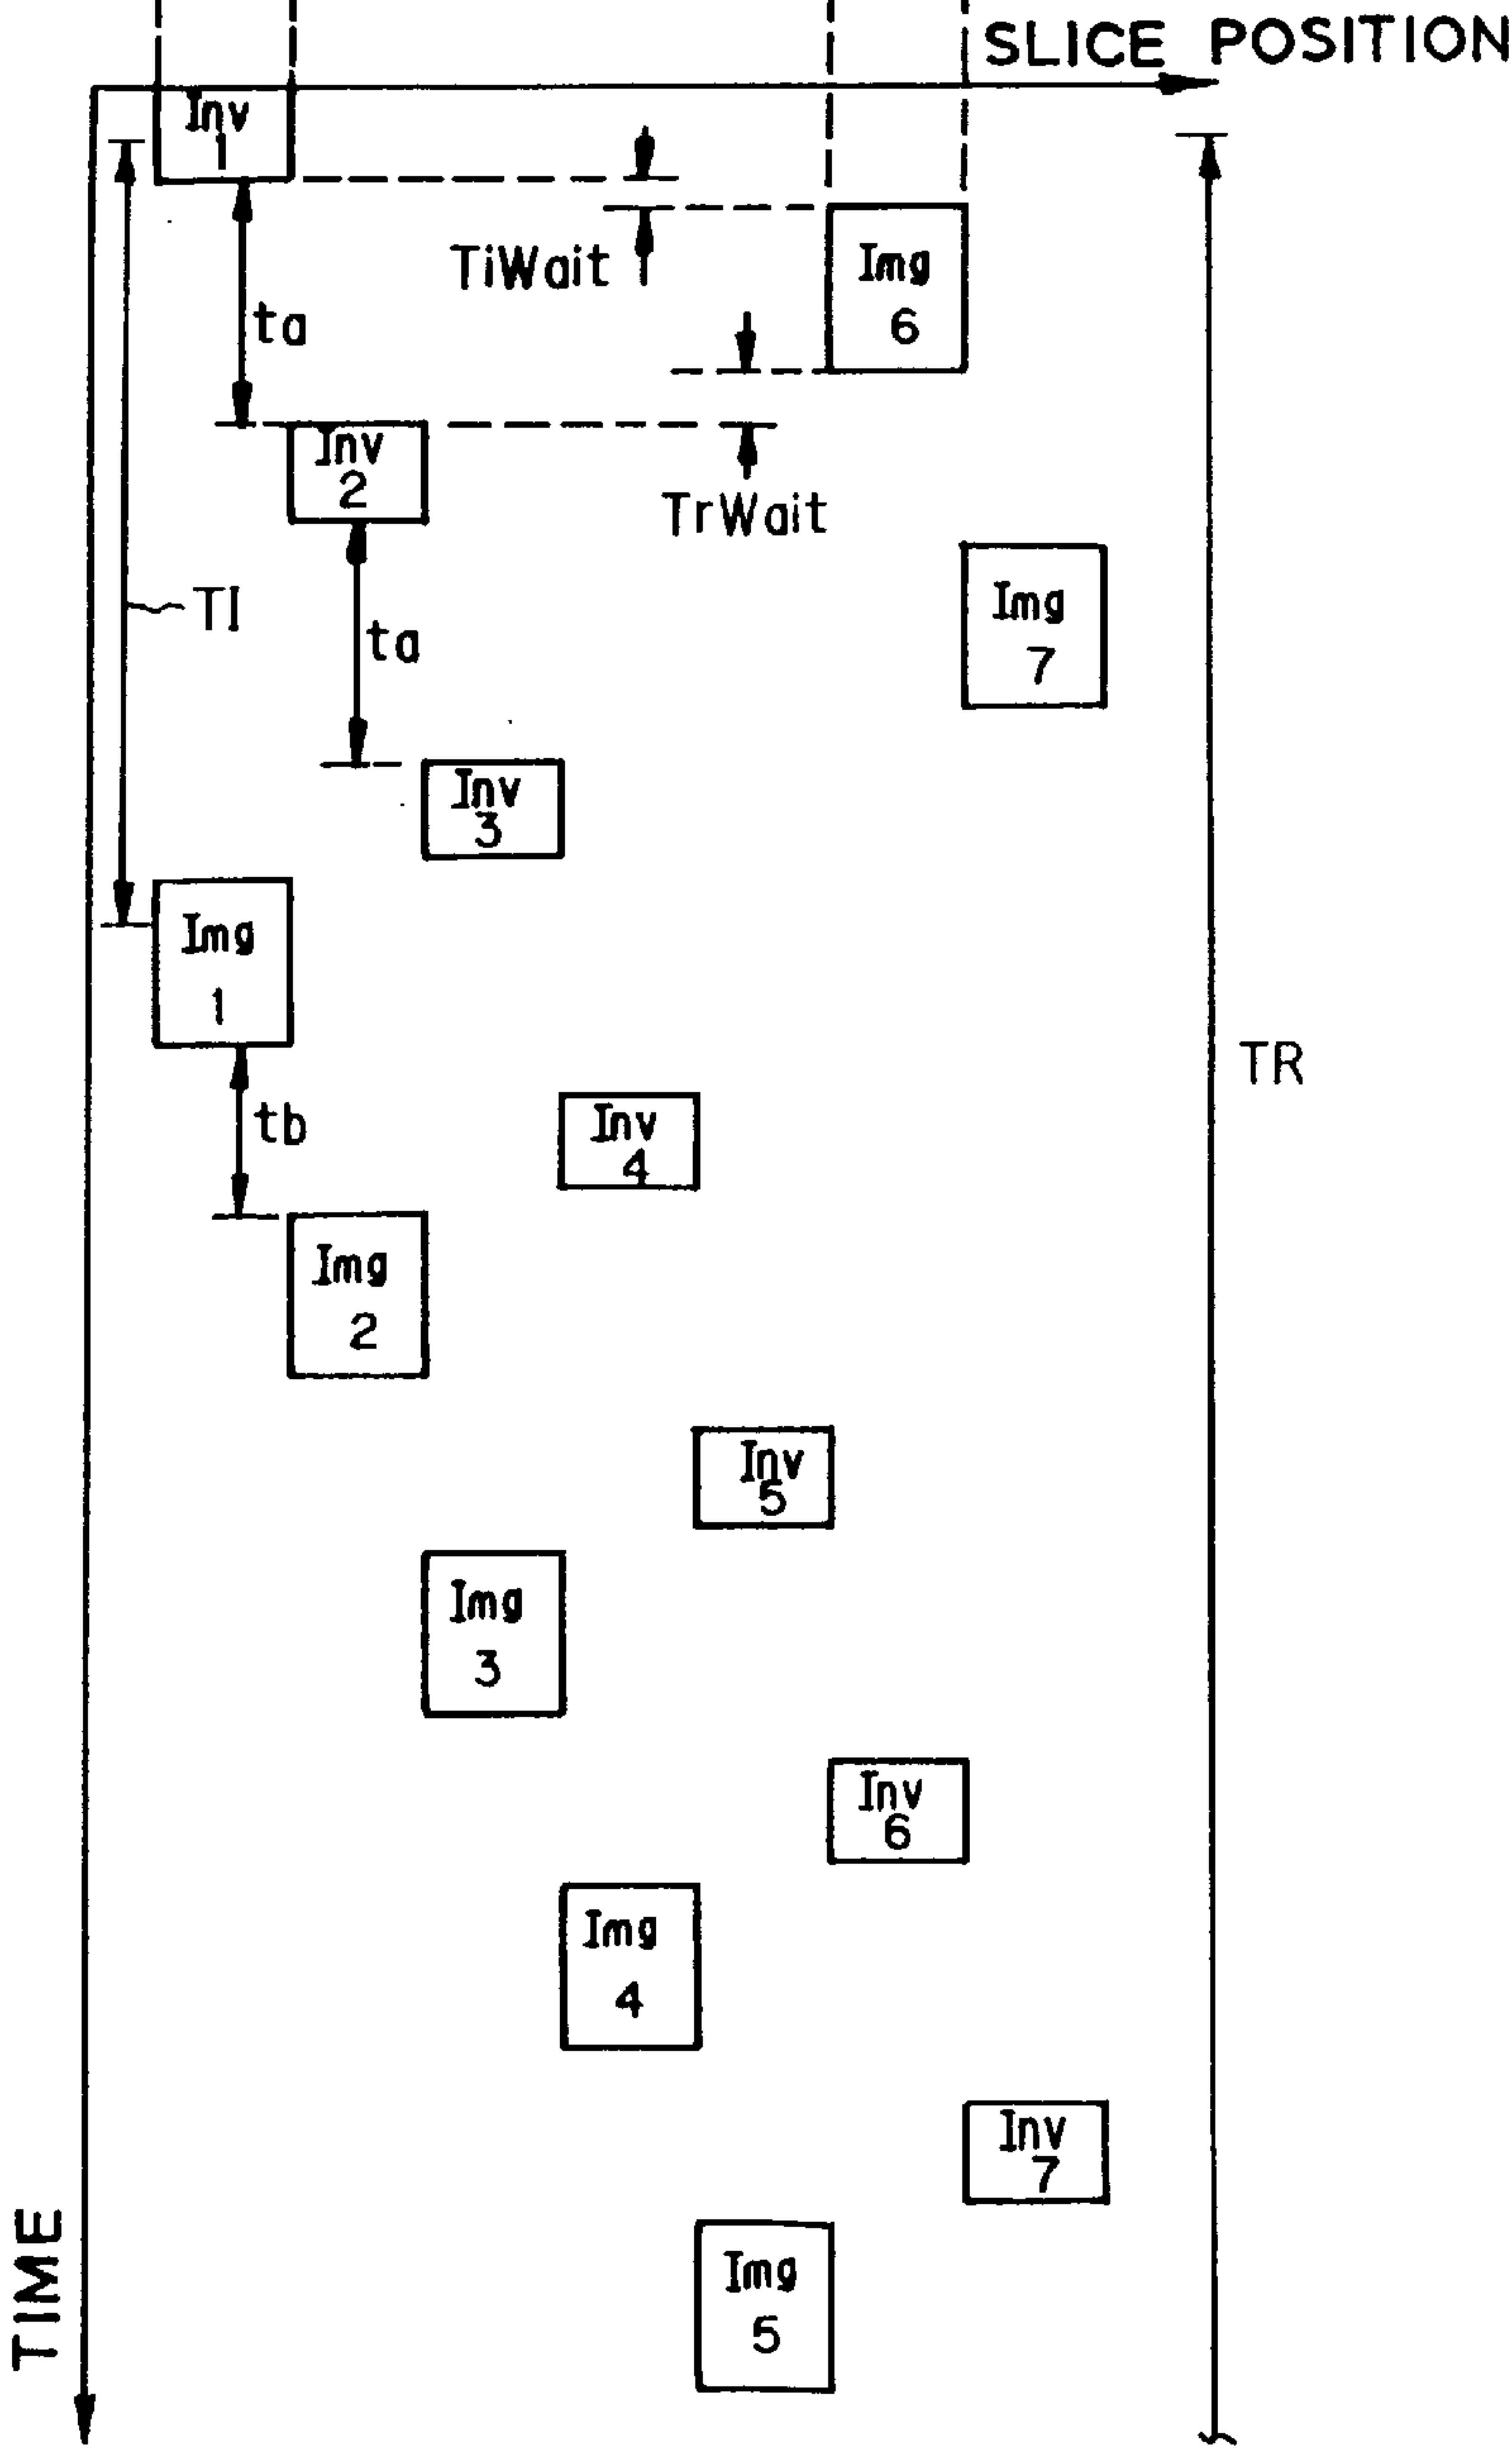 SLICE POSITION
Inv
1
TiWait
Img
6
ta
Inv
2
TrWait
Img
7
TI
ta
Inv
3
Img
1
TR
tb
Inv
4
Img
2
Inv
5
Img
3
Inv
6
Img
4
Inv
7
Img
5
TIME